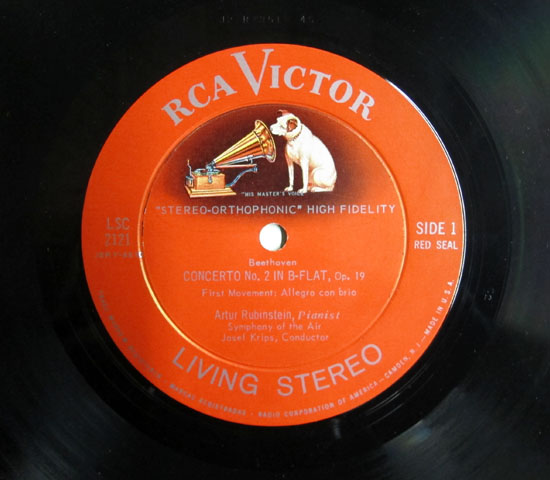 RCA VICTOR
"HIS MASTER'S VOICE"
"STEREO-ORTHOPHONIC" HIGH FIDELITY
LSC
2121
SIDE 1
RED SEAL
Beethoven
CONCERTO No. 2 IN B-FLAT, Op. 19
First Movement: Allegro con brio
Artur Rubinstein, Pianist
Symphony of the Air
Josef Krips, Conductor
LIVING STEREO
RADIO CORPORATION OF AMERICA - CAMDEN, N.J. - MADE IN U.S.A.